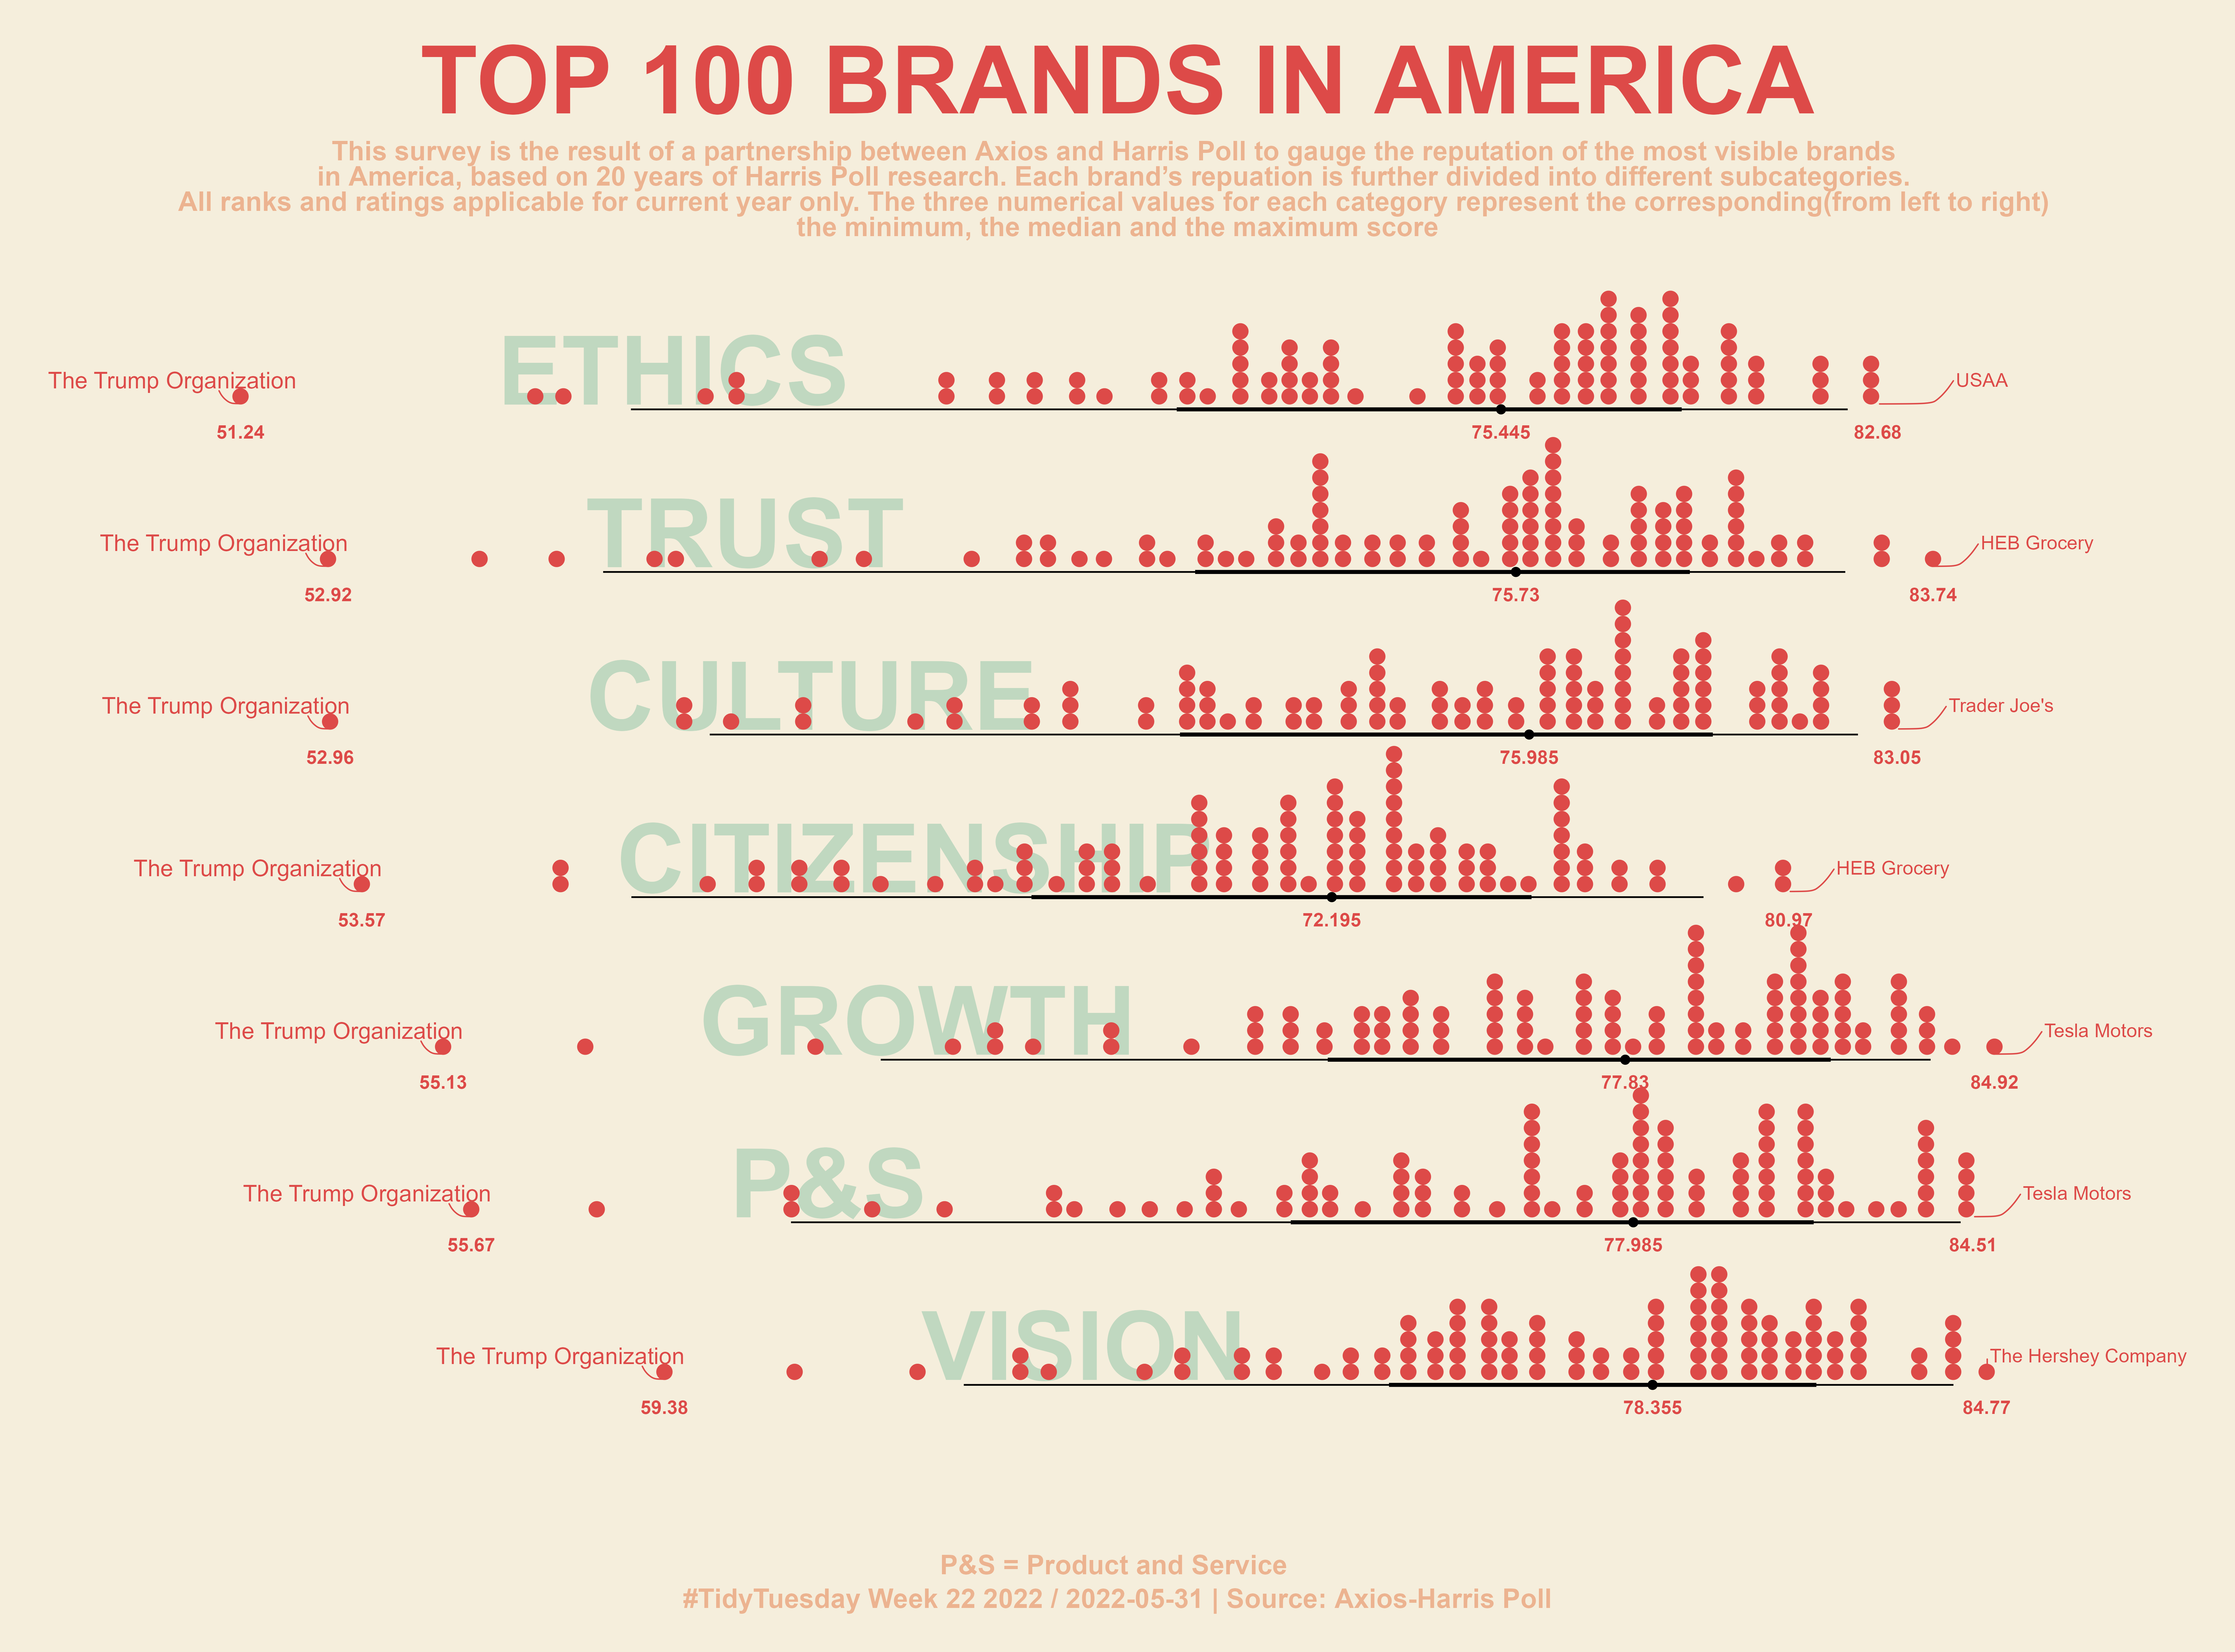 TOP 100 BRANDS IN AMERICA
This survey is the result of a partnership between Axios and Harris Poll to gauge the reputation of the most visible brands
in America, based on 20 years of Harris Poll research. Each brand’s repuation is further divided into different subcategories.
All ranks and ratings applicable for current year only. The three numerical values for each category represent the corresponding(from left to right)
the minimum, the median and the maximum score
ETHICS
The Trump Organization
USAA
51.24
75.445
82.68
TRUST
The Trump Organization
HEB Grocery
52.92
75.73
83.74
CULTURE
The Trump Organization
Trader Joe's
52.96
75.985
83.05
CITIZENSHIP
The Trump Organization
HEB Grocery
53.57
72.195
80.97
GROWTH
The Trump Organization
Tesla Motors
55.13
77.83
84.92
P&S
The Trump Organization
Tesla Motors
55.67
77.985
84.51
VISION
The Trump Organization
The Hershey Company
59.38
78.355
84.77
P&S = Product and Service
#TidyTuesday Week 22 2022 / 2022-05-31 | Source: Axios-Harris Poll